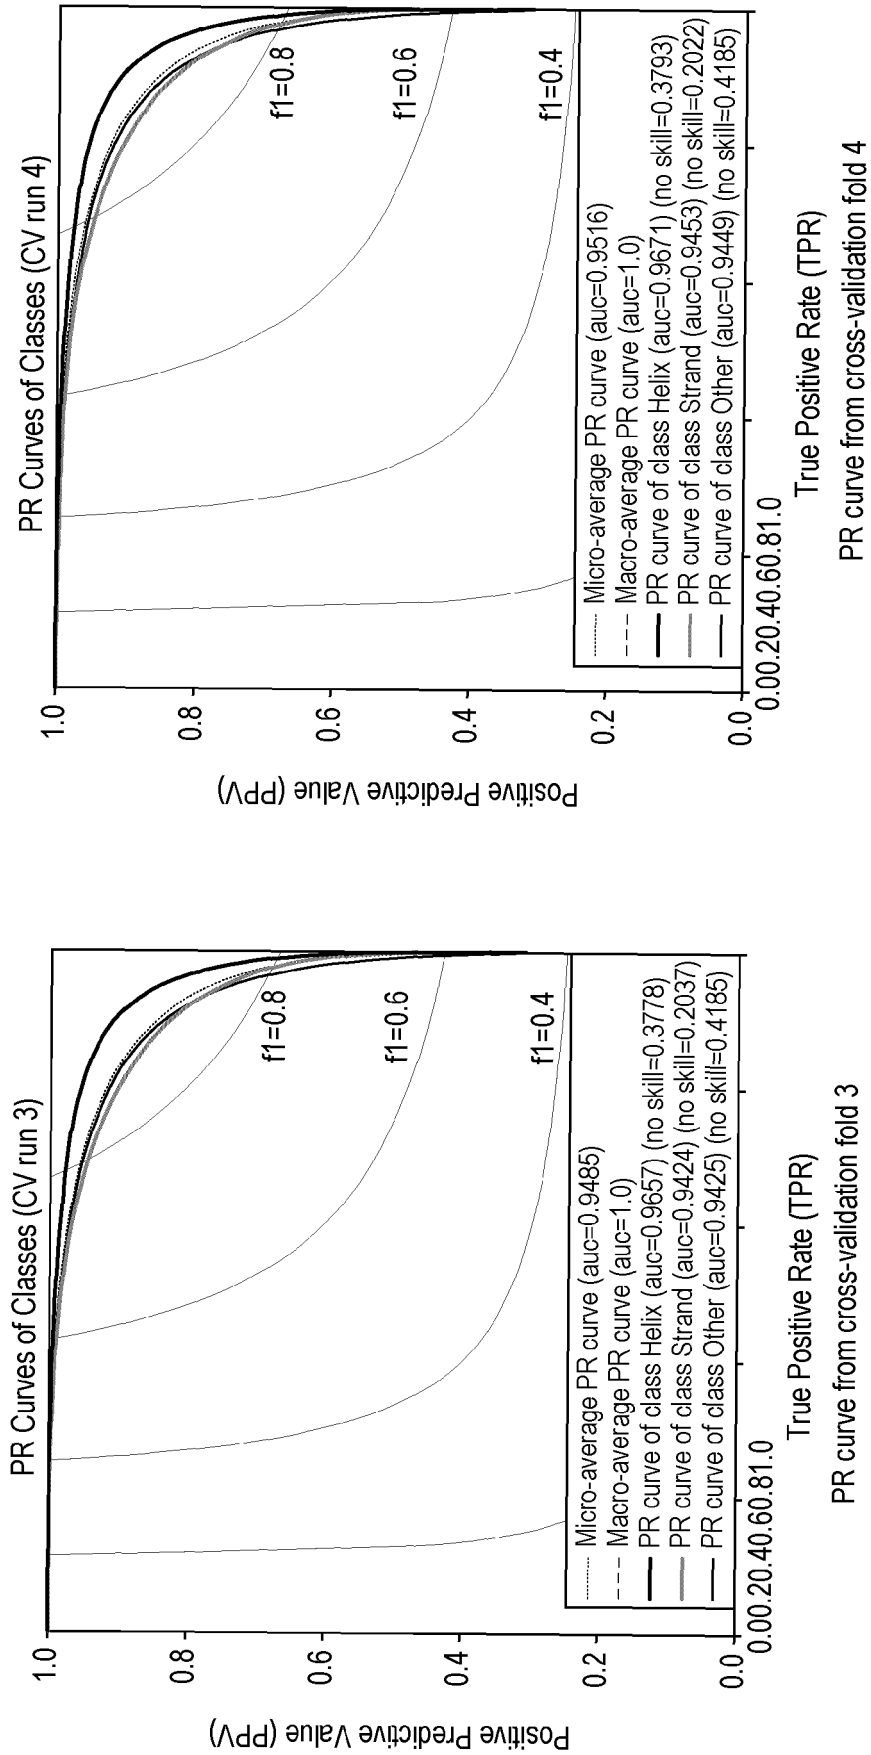 PR Curves of Classes (CV run 3)
Positive Predictive Value (PPV)
1.0
0.8
0.6
0.4
0.2
0.0
f1=0.8
f1=0.6
f1=0.4
Micro-average PR curve (auc=0.9485)
Macro-average PR curve (auc=1.0)
PR curve of class Helix (auc=0.9657) (no skill=0.3778)
PR curve of class Strand (auc=0.9424) (no skill=0.2037)
PR curve of class Other (auc=0.9425) (no skill=0.4185)
0.00.20.40.60.81.0
True Positive Rate (TPR)
PR curve from cross-validation fold 3
PR Curves of Classes (CV run 4)
Positive Predictive Value (PPV)
1.0
0.8
0.6
0.4
0.2
0.0
f1=0.8
f1=0.6
f1=0.4
Micro-average PR curve (auc=0.9516)
Macro-average PR curve (auc=1.0)
PR curve of class Helix (auc=0.9671) (no skill=0.3793)
PR curve of class Strand (auc=0.9453) (no skill=0.2022)
PR curve of class Other (auc=0.9449) (no skill=0.4185)
0.00.20.40.60.81.0
True Positive Rate (TPR)
PR curve from cross-validation fold 4